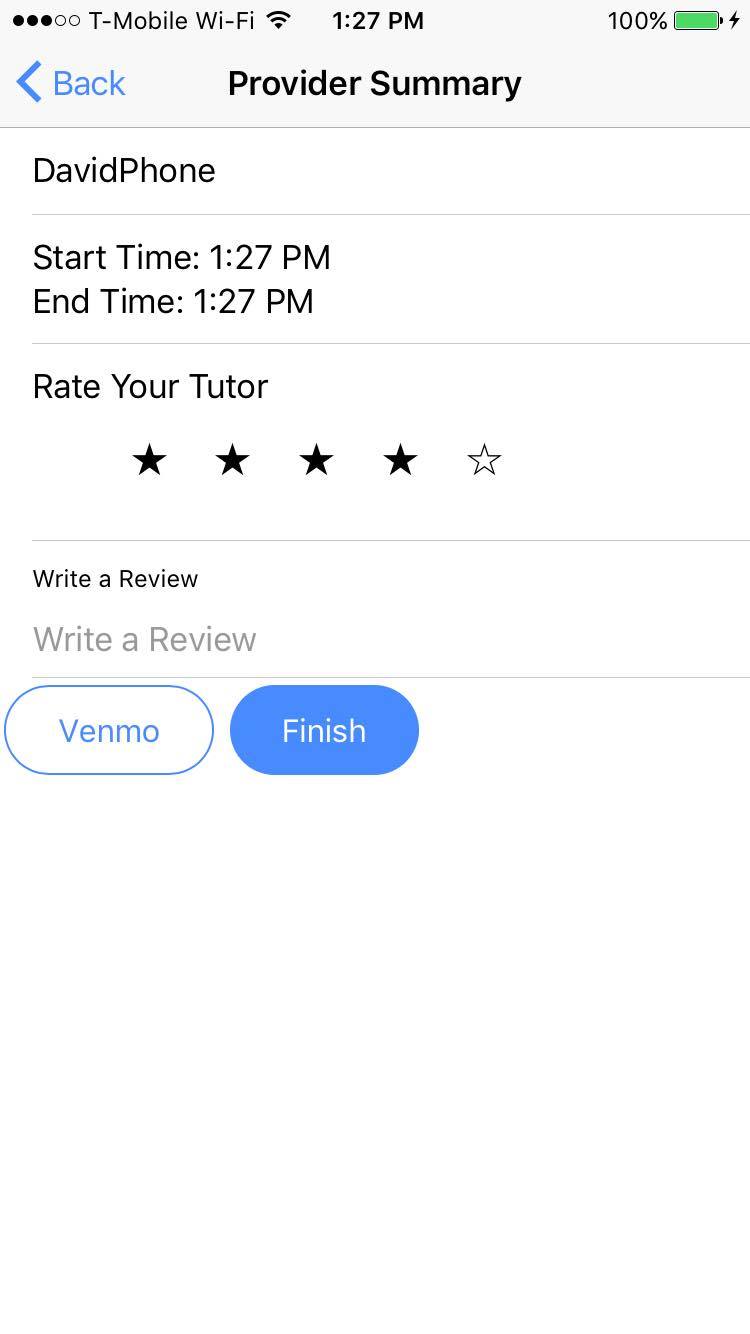 T-Mobile Wi-Fi 1:27 PM 100%
Back Provider Summary
DavidPhone
Start Time: 1:27 PM
End Time: 1:27 PM
Rate Your Tutor
Write a Review
Write a Review
Venmo Finish